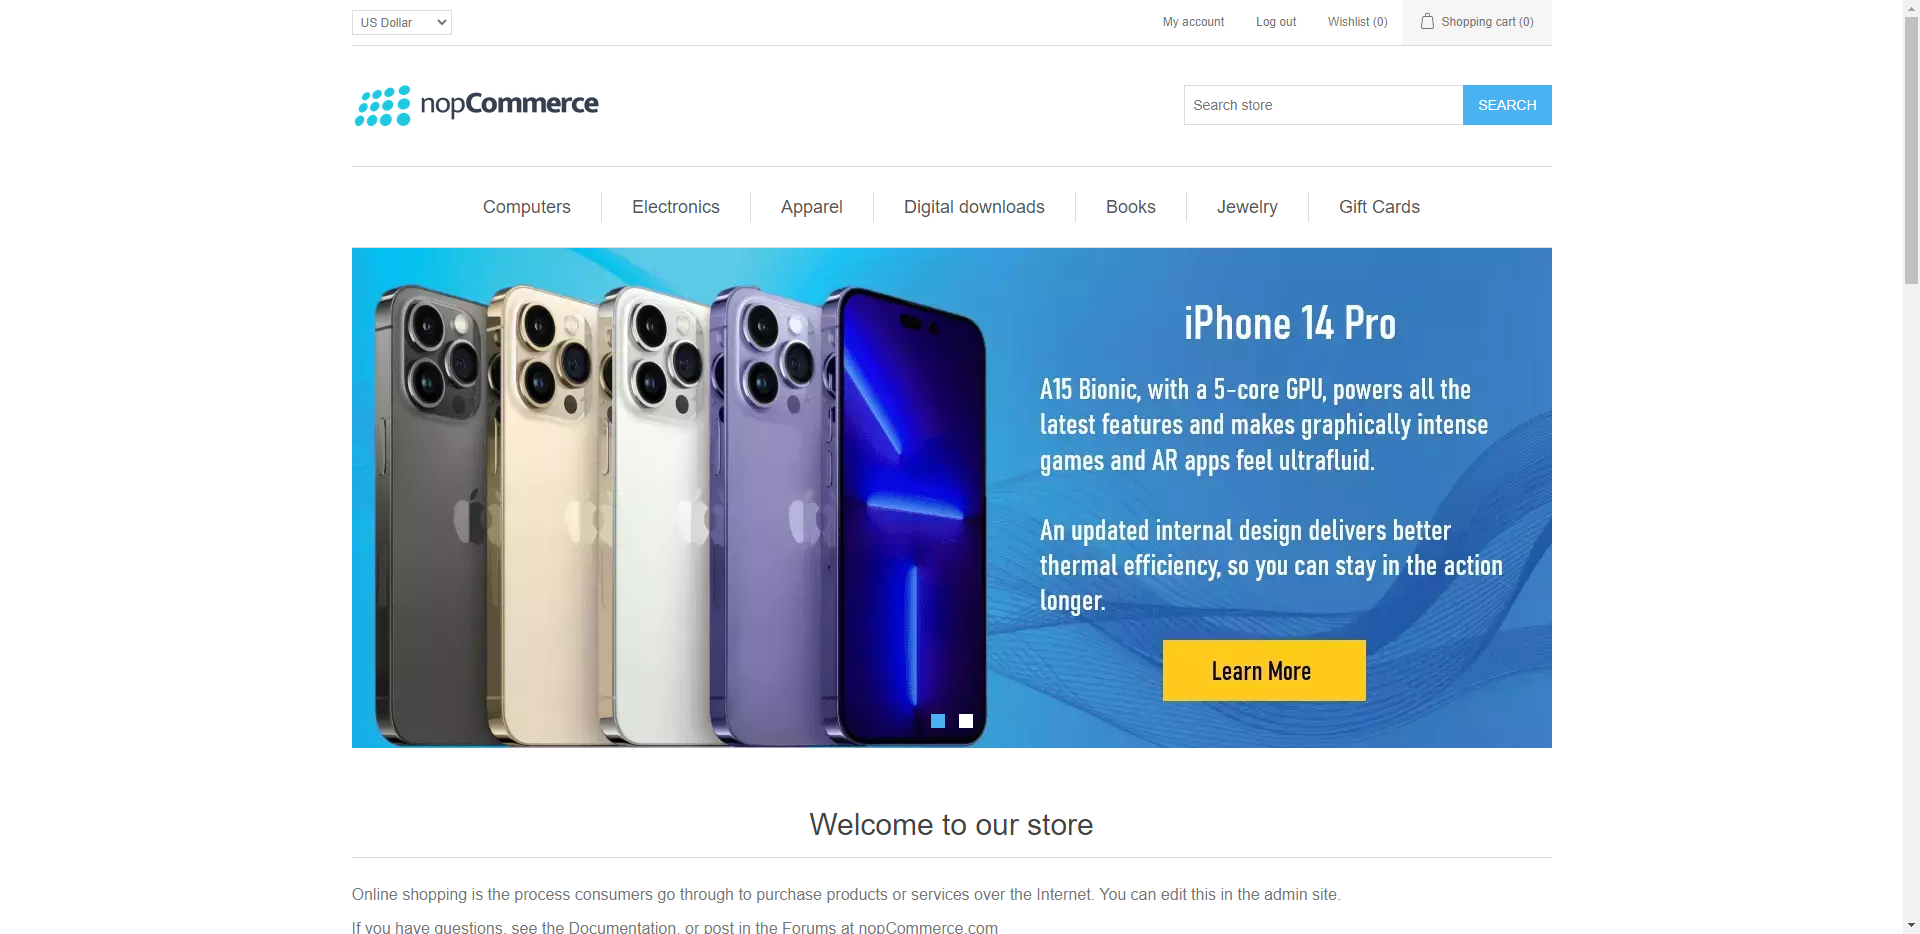 US Dollar
My account
Log out
Wishlist (0)
Shopping cart (0)
nopCommerce
Search store
SEARCH
Computers
Electronics
Apparel
Digital downloads
Books
Jewelry
Gift Cards
iPhone 14 Pro
A15 Bionic, with a 5-core GPU, powers all the
latest features and makes graphically intense
games and AR apps feel ultrafluid.
An updated internal design delivers better
thermal efficiency, so you can stay in the action
longer.
Learn More
Welcome to our store
Online shopping is the process consumers go through to purchase products or services over the Internet. You can edit this in the admin site.
If you have questions, see the Documentation, or post in the Forums at nopCommerce.com